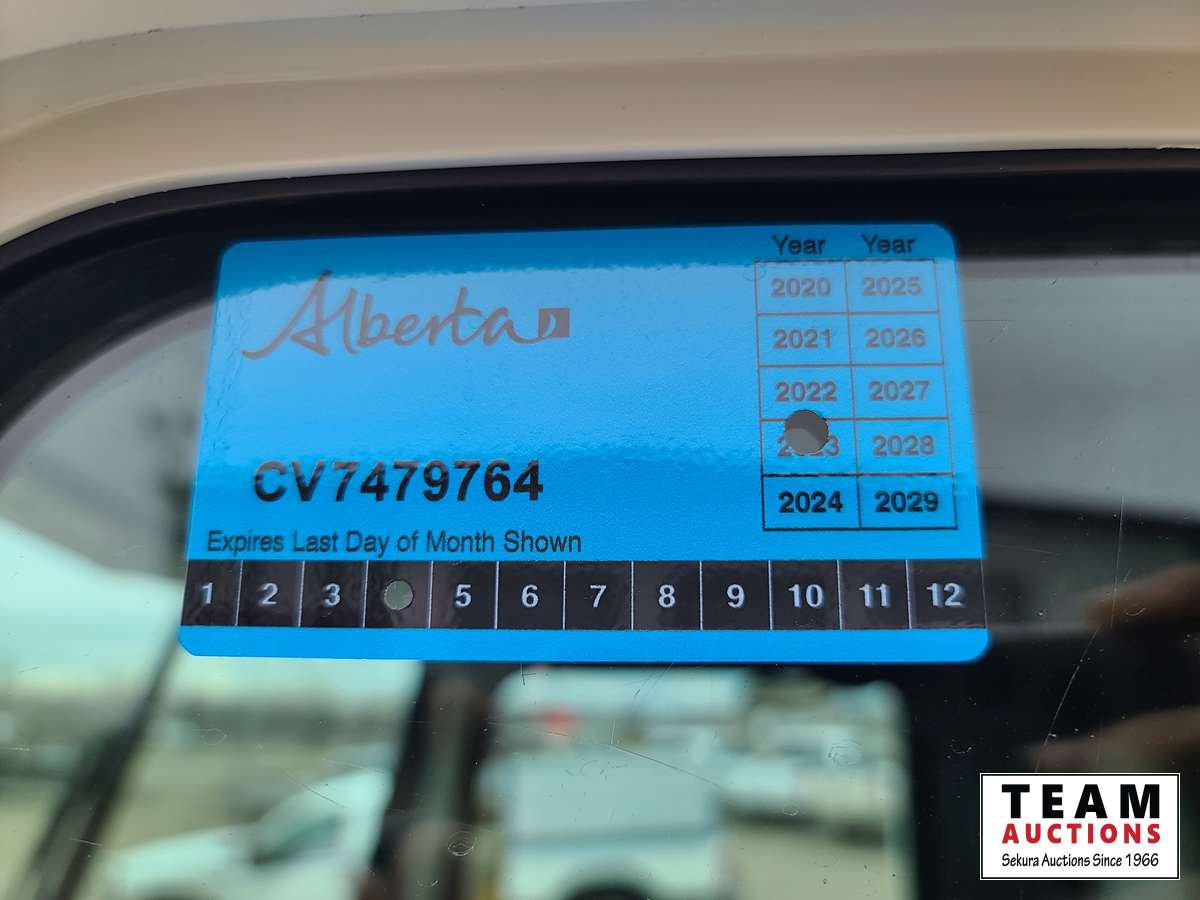 Alberta
Year Year
2020 2025
2021 2026
2022 2027
2028
2024 2029
CV7479764
Expires Last Day of Month Shown
1 2 3 5 6 7 8 9 10 11 12
TEAM
AUCTIONS
Sekura Auctions Since 1966